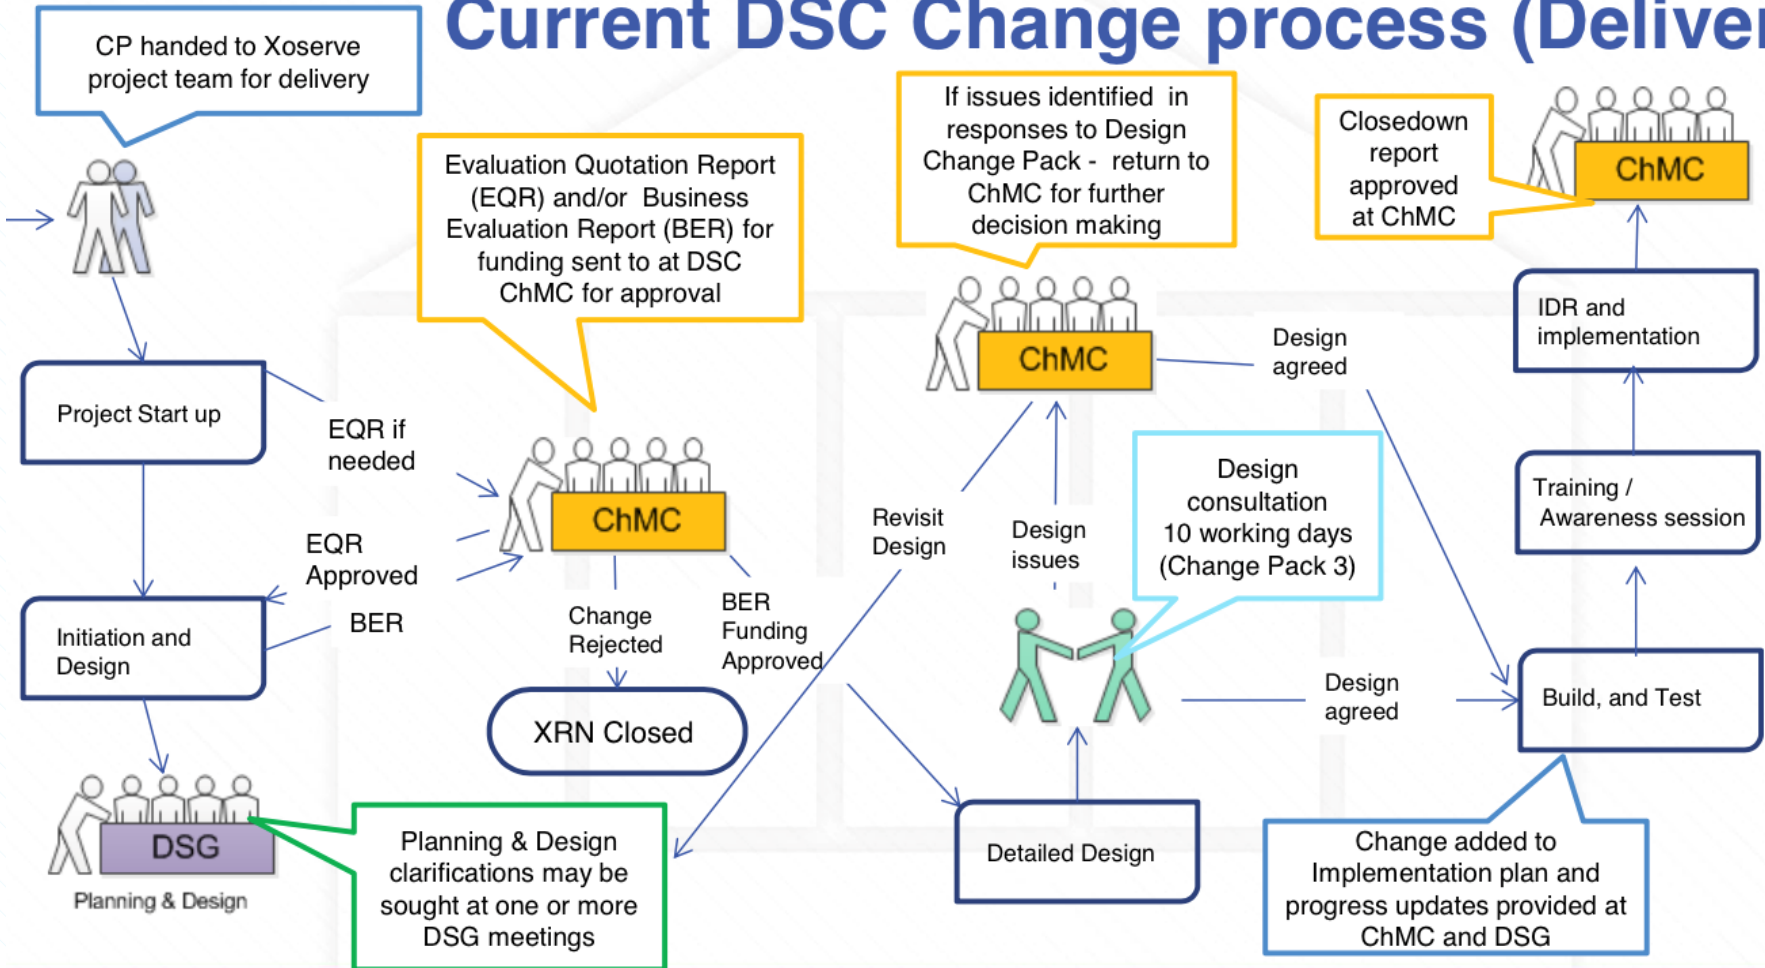 Current DSC Change process (Deliver
CP handed to Xoserve
project team for delivery
Evaluation Quotation Report
(EQR) and/or Business
Evaluation Report (BER) for
funding sent to at DSC
ChMC for approval
If issues identified in
responses to Design
Change Pack - return to
ChMC for further
decision making
Closedown
report
approved
at ChMC
ChMC
IDR and
implementation
ChMC
Design
agreed
Project Start up
EQR if
needed
ChMC
Training /
Awareness session
Revisit
Design
Design
issues
Design
consultation
10 working days
(Change Pack 3)
EQR
Approved
BER
Initiation and
Design
Change
Rejected
BER
Funding
Approved
XRN Closed
Design
agreed
Build, and Test
DSG
Planning & Design
Planning & Design
clarifications may be
sought at one or more
DSG meetings
Detailed Design
Change added to
Implementation plan and
progress updates provided at
ChMC and DSG